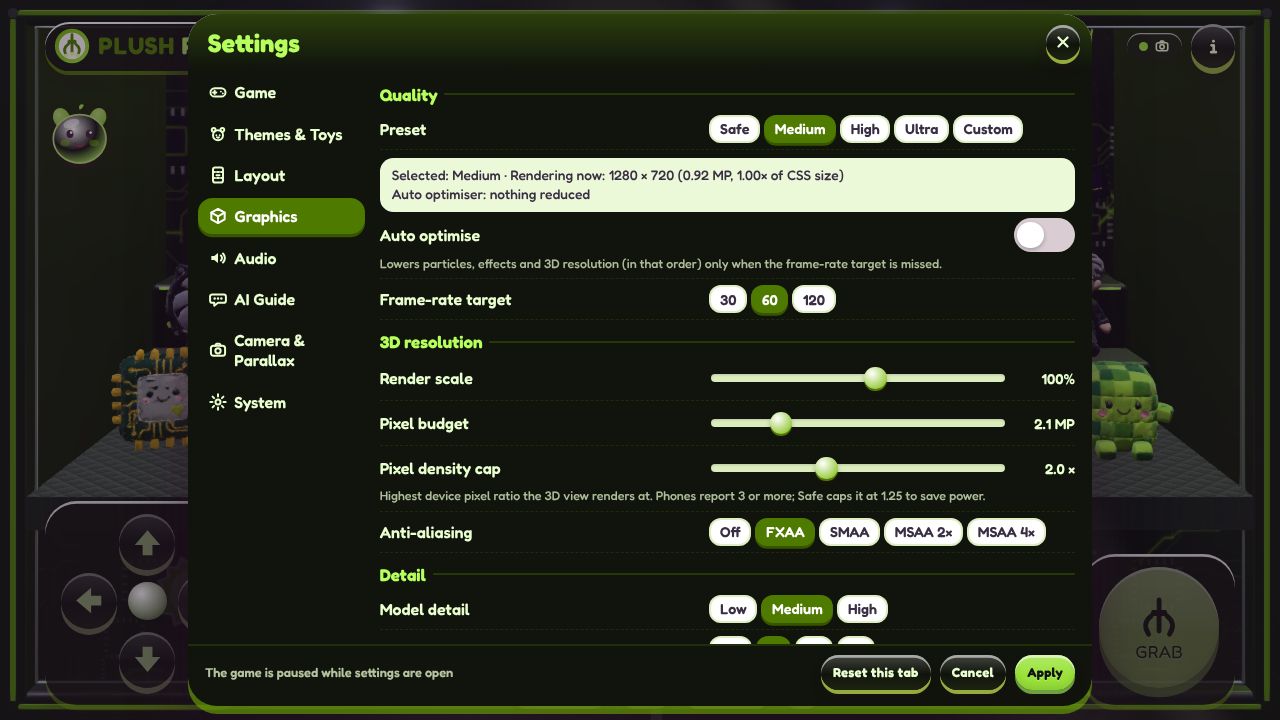 PLUSH
Settings
Game
Themes & Toys
Layout
Graphics
Audio
AI Guide
Camera &
Parallax
System
Quality
Preset
Safe
Medium
High
Ultra
Custom
Selected: Medium · Rendering now: 1280 × 720 (0.92 MP, 1.00× of CSS size)
Auto optimiser: nothing reduced
Auto optimise
Lowers particles, effects and 3D resolution (in that order) only when the frame-rate target is missed.
Frame-rate target
30
60
120
3D resolution
Render scale
100%
Pixel budget
2.1 MP
Pixel density cap
2.0 ×
Highest device pixel ratio the 3D view renders at. Phones report 3 or more; Safe caps it at 1.25 to save power.
Anti-aliasing
Off
FXAA
SMAA
MSAA 2×
MSAA 4×
Detail
Model detail
Low
Medium
High
The game is paused while settings are open
Reset this tab
Cancel
Apply
GRAB